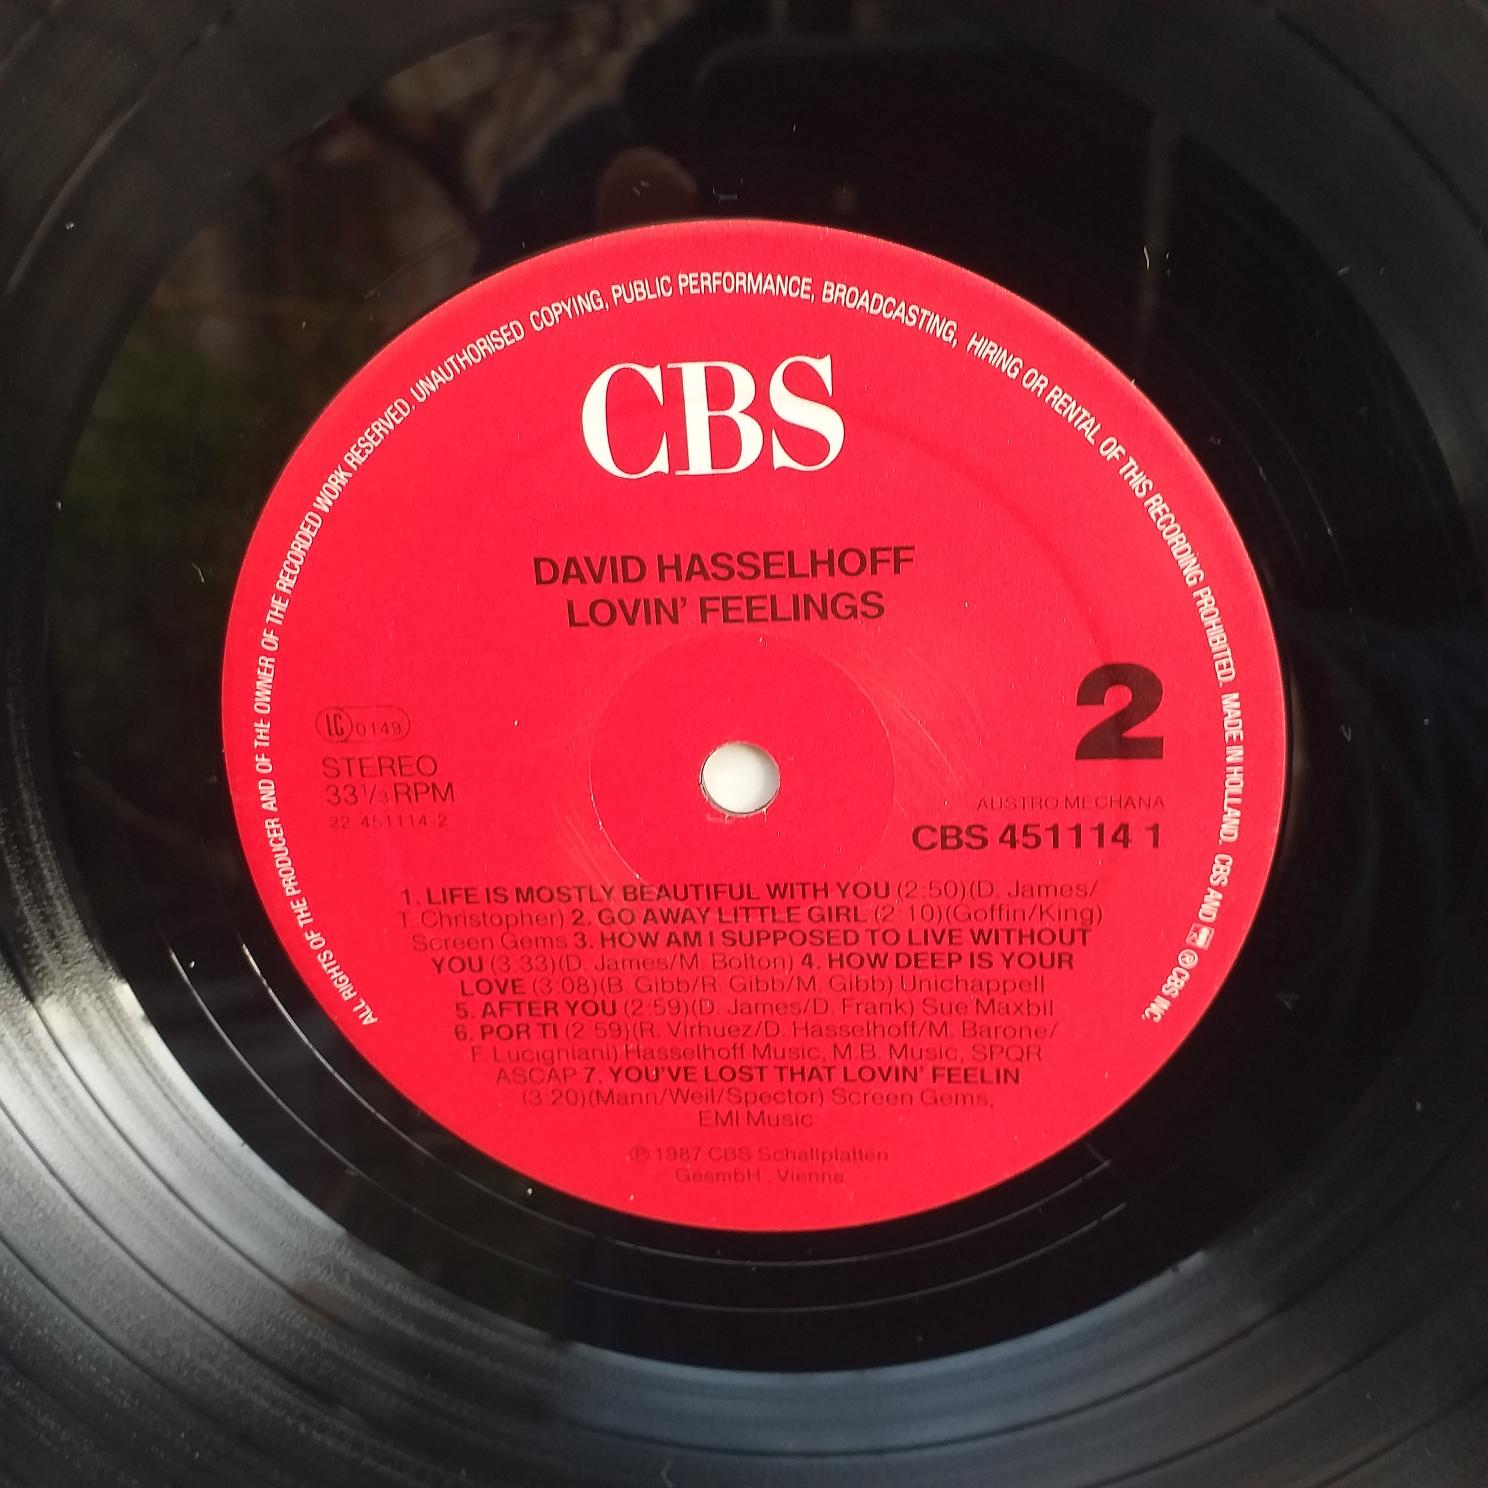 ALL RIGHTS OF THE PRODUCER AND OF THE OWNER OF THE RECORDED WORK RESERVED. UNAUTHORISED COPYING, PUBLIC PERFORMANCE, BROADCASTING, HIRING OR RENTAL OF THIS RECORDING PROHIBITED. MADE IN HOLLAND. CBS AND ℗ CBS INC.
CBS
DAVID HASSELHOFF
LOVIN' FEELINGS
2
LC 0149
STEREO
33 1/3 RPM
22-451114-2
AUSTRO MECHANA
CBS 451114 1
1. LIFE IS MOSTLY BEAUTIFUL WITH YOU (2:50)(D. James/
T. Christopher) 2. GO AWAY LITTLE GIRL (2:10)(Goffin/King)
Screen Gems 3. HOW AM I SUPPOSED TO LIVE WITHOUT
YOU (3:33)(D. James/M. Bolton) 4. HOW DEEP IS YOUR
LOVE (3:08)(B. Gibb/R. Gibb/M. Gibb) Unichappell
5. AFTER YOU (2:59)(D. James/D. Frank) Sue Maxbil
6. POR TI (2:59)(R. Virhuez/D. Hasselhoff/M. Barone/
F. Lucigniani) Hasselhoff Music, M.B. Music, SPQR
ASCAP 7. YOU'VE LOST THAT LOVIN' FEELIN
(3:20)(Mann/Weil/Spector) Screen Gems,
EMI Music
℗ 1987 CBS Schallplatten
GesmbH., Vienna